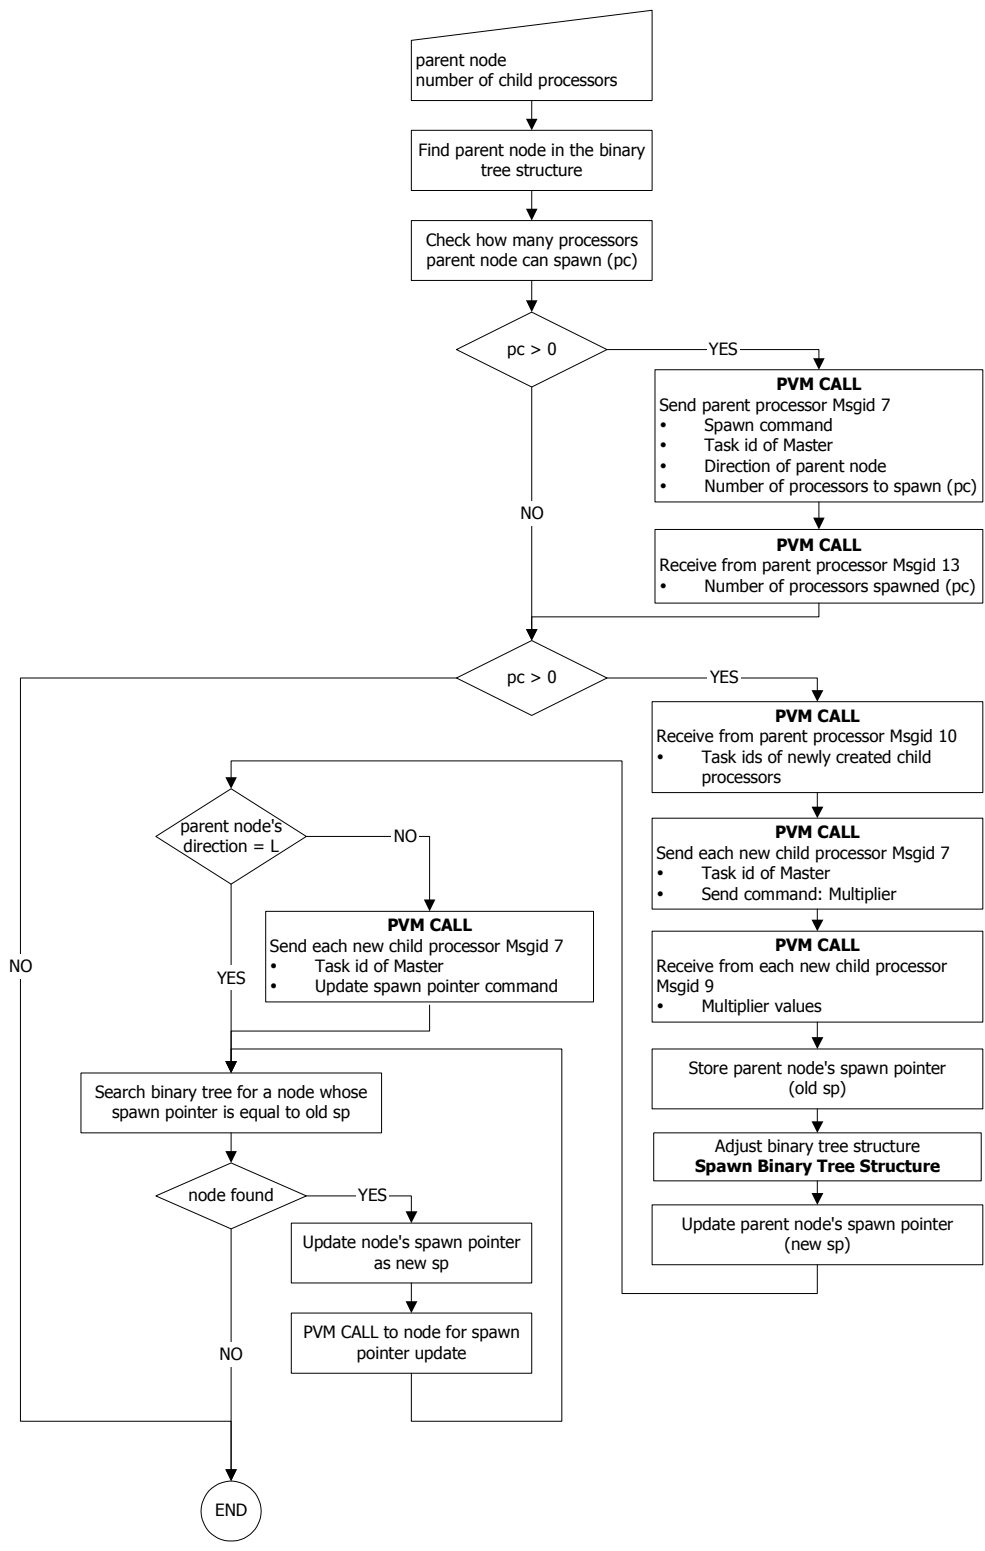 parent node
number of child processors
Find parent node in the binary
tree structure
Check how many processors
parent node can spawn (pc)
pc > 0
YES
PVM CALL
Send parent processor Msgid 7
• Spawn command
• Task id of Master
• Direction of parent node
• Number of processors to spawn (pc)
NO
PVM CALL
Receive from parent processor Msgid 13
• Number of processors spawned (pc)
pc > 0
YES
PVM CALL
Receive from parent processor Msgid 10
• Task ids of newly created child
processors
PVM CALL
Send each new child processor Msgid 7
• Task id of Master
• Send command: Multiplier
PVM CALL
Receive from each new child processor
Msgid 9
• Multiplier values
Store parent node's spawn pointer
(old sp)
Adjust binary tree structure
Spawn Binary Tree Structure
Update parent node's spawn pointer
(new sp)
parent node's
direction = L
NO
PVM CALL
Send each new child processor Msgid 7
• Task id of Master
• Update spawn pointer command
YES
NO
Search binary tree for a node whose
spawn pointer is equal to old sp
node found
YES
Update node's spawn pointer
as new sp
PVM CALL to node for spawn
pointer update
NO
END